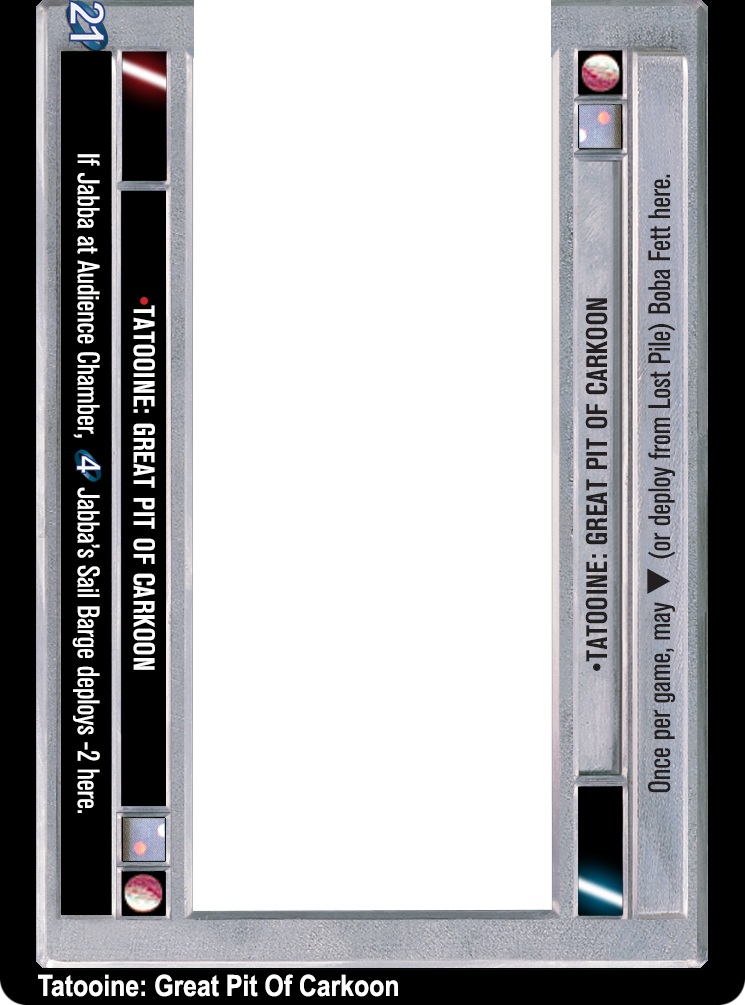 21
If Jabba at Audience Chamber, 4 Jabba's Sail Barge deploys -2 here.
•TATOOINE: GREAT PIT OF CARKOON
•TATOOINE: GREAT PIT OF CARKOON
Once per game, may ▼ (or deploy from Lost Pile) Boba Fett here.
Tatooine: Great Pit Of Carkoon